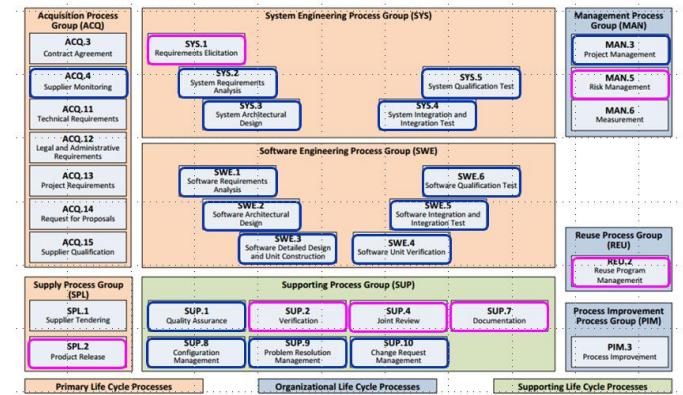 Acquisition Process
Group (ACQ)
ACQ.3
Contract Agreement
ACQ.4
Supplier Monitoring
ACQ.11
Technical Requirements
ACQ.12
Legal and Administrative
Requirements
ACQ.13
Project Requirements
ACQ.14
Request for Proposals
ACQ.15
Supplier Qualification
System Engineering Process Group (SYS)
SYS.1
Requirements Elicitation
SYS.2
System Requirements
Analysis
SYS.3
System Architectural
Design
SYS.5
System Qualification Test
SYS.4
System Integration and
Integration Test
Software Engineering Process Group (SWE)
SWE.1
Software Requirements
Analysis
SWE.2
Software Architectural
Design
SWE.3
Software Detailed Design
and Unit Construction
SWE.6
Software Qualification Test
SWE.5
Software Integration and
Integration Test
SWE.4
Software Unit Verification
Management Process
Group (MAN)
MAN.3
Project Management
MAN.5
Risk Management
MAN.6
Measurement
Reuse Process Group
(REU)
REU.2
Reuse Program
Management
Supply Process Group
(SPL)
SPL.1
Supplier Tendering
SPL.2
Product Release
Supporting Process Group (SUP)
SUP.1
Quality Assurance
SUP.2
Verification
SUP.4
Joint Review
SUP.7
Documentation
SUP.8
Configuration
Management
SUP.9
Problem Resolution
Management
SUP.10
Change Request
Management
Process Improvement
Process Group (PIM)
PIM.3
Process Improvement
Primary Life Cycle Processes
Organizational Life Cycle Processes
Supporting Life Cycle Processes